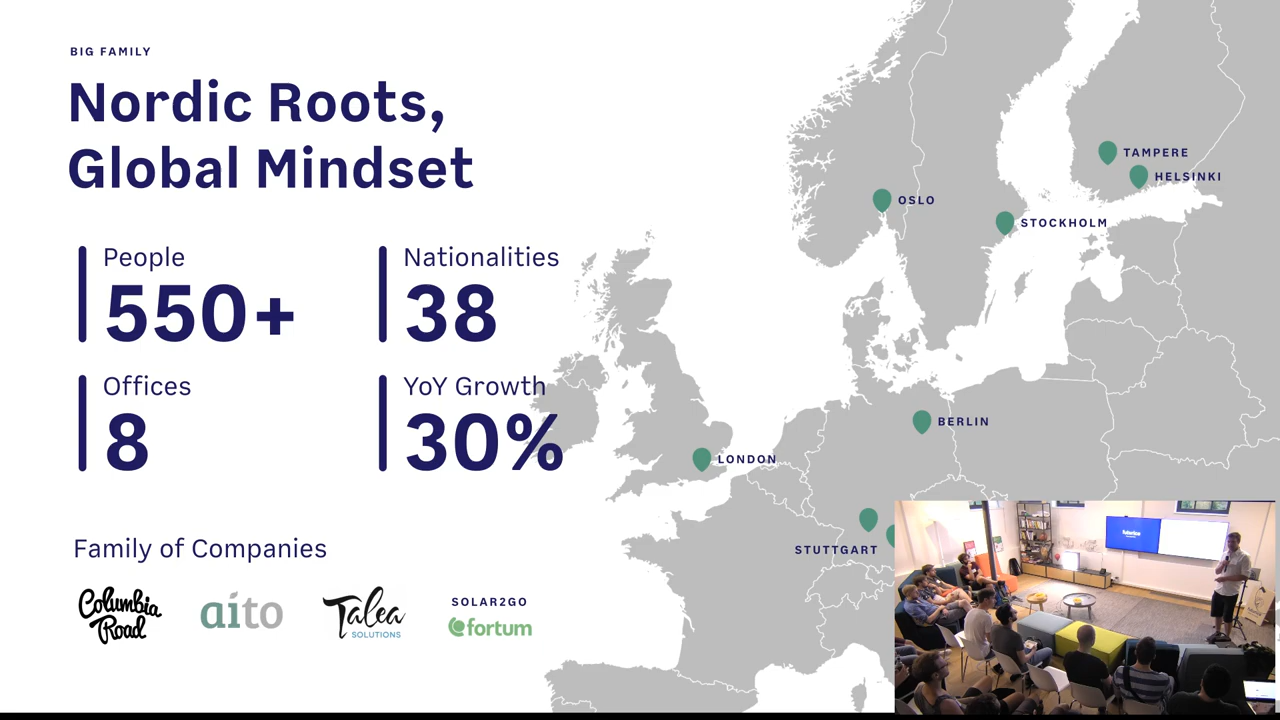 BIG FAMILY
Nordic Roots,
Global Mindset
People
550+
Nationalities
38
Offices
8
YoY Growth
30%
Family of Companies
Columbia
Road
aito
Talea
SOLUTIONS
SOLAR2GO
fortum
TAMPERE
HELSINKI
OSLO
STOCKHOLM
BERLIN
LONDON
STUTTGART
futurice